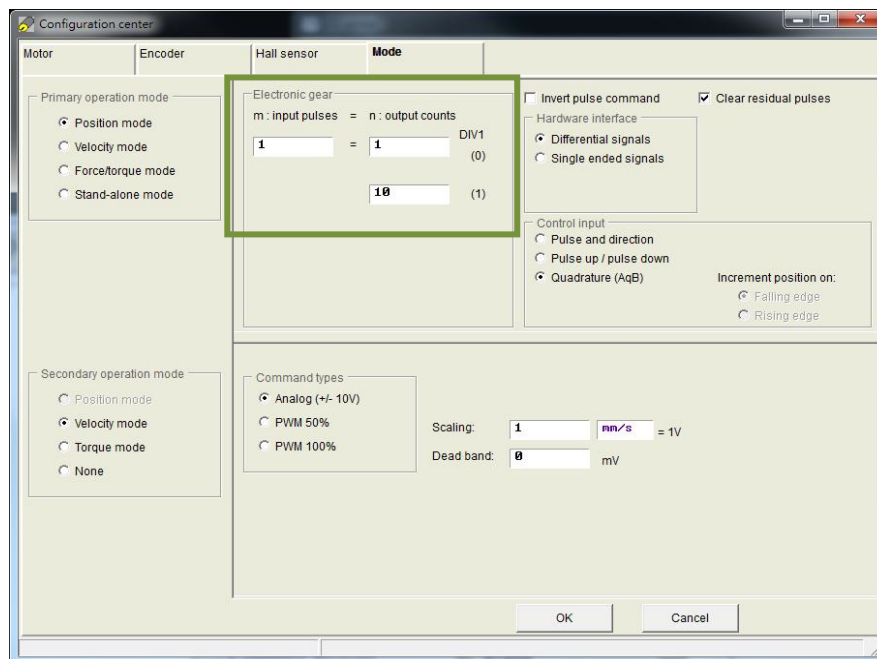 Configuration center
Motor
Encoder
Hall sensor
Mode
Primary operation mode
Position mode
Velocity mode
Force/torque mode
Stand-alone mode
Electronic gear
m : input pulses = n : output counts
DIV1
1 = 1
(0)
10 (1)
Invert pulse command
Clear residual pulses
Hardware interface
Differential signals
Single ended signals
Control input
Pulse and direction
Pulse up / pulse down
Quadrature (AqB)
Increment position on:
Falling edge
Rising edge
Secondary operation mode
Position mode
Velocity mode
Torque mode
None
Command types
Analog (+/- 10V)
PWM 50%
PWM 100%
Scaling: 1 mm/s = 1V
Dead band: 0 mV
OK
Cancel